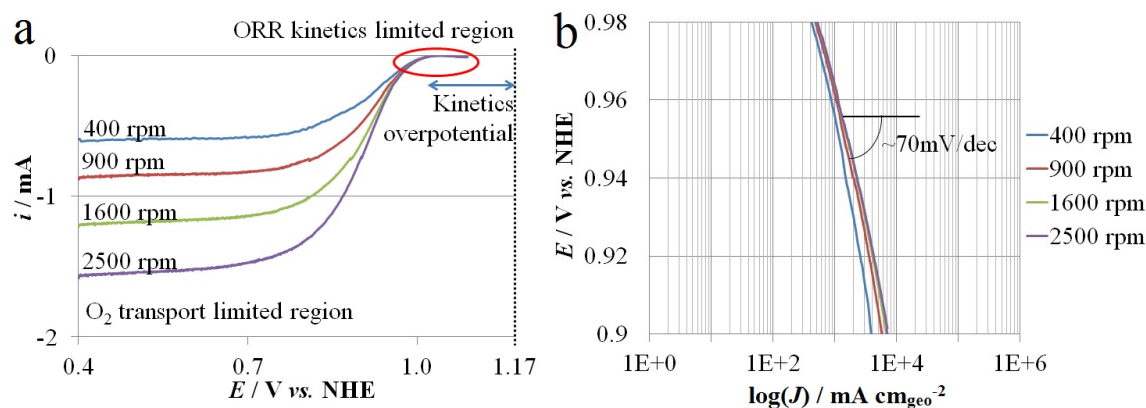 a
ORR kinetics limited region
Kinetics
overpotential
400 rpm
900 rpm
1600 rpm
2500 rpm
O2 transport limited region
0
-1
-2
i / mA
0.4
0.7
1.0
1.17
E / V vs. NHE
b
0.98
0.96
0.94
0.92
0.9
E / V vs. NHE
~70mV/dec
1E+0
1E+2
1E+4
1E+6
log(J) / mA cmgeo-2
400 rpm
900 rpm
1600 rpm
2500 rpm